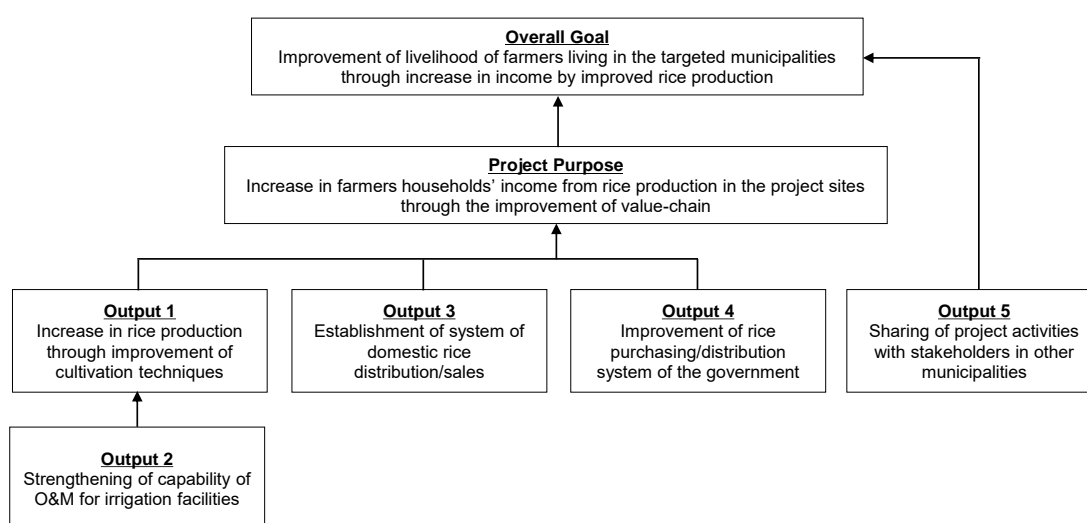 Overall Goal
Improvement of livelihood of farmers living in the targeted municipalities
through increase in income by improved rice production
Project Purpose
Increase in farmers households’ income from rice production in the project sites
through the improvement of value-chain
Output 1
Increase in rice production
through improvement of
cultivation techniques
Output 3
Establishment of system of
domestic rice
distribution/sales
Output 4
Improvement of rice
purchasing/distribution
system of the government
Output 5
Sharing of project activities
with stakeholders in other
municipalities
Output 2
Strengthening of capability of
O&M for irrigation facilities